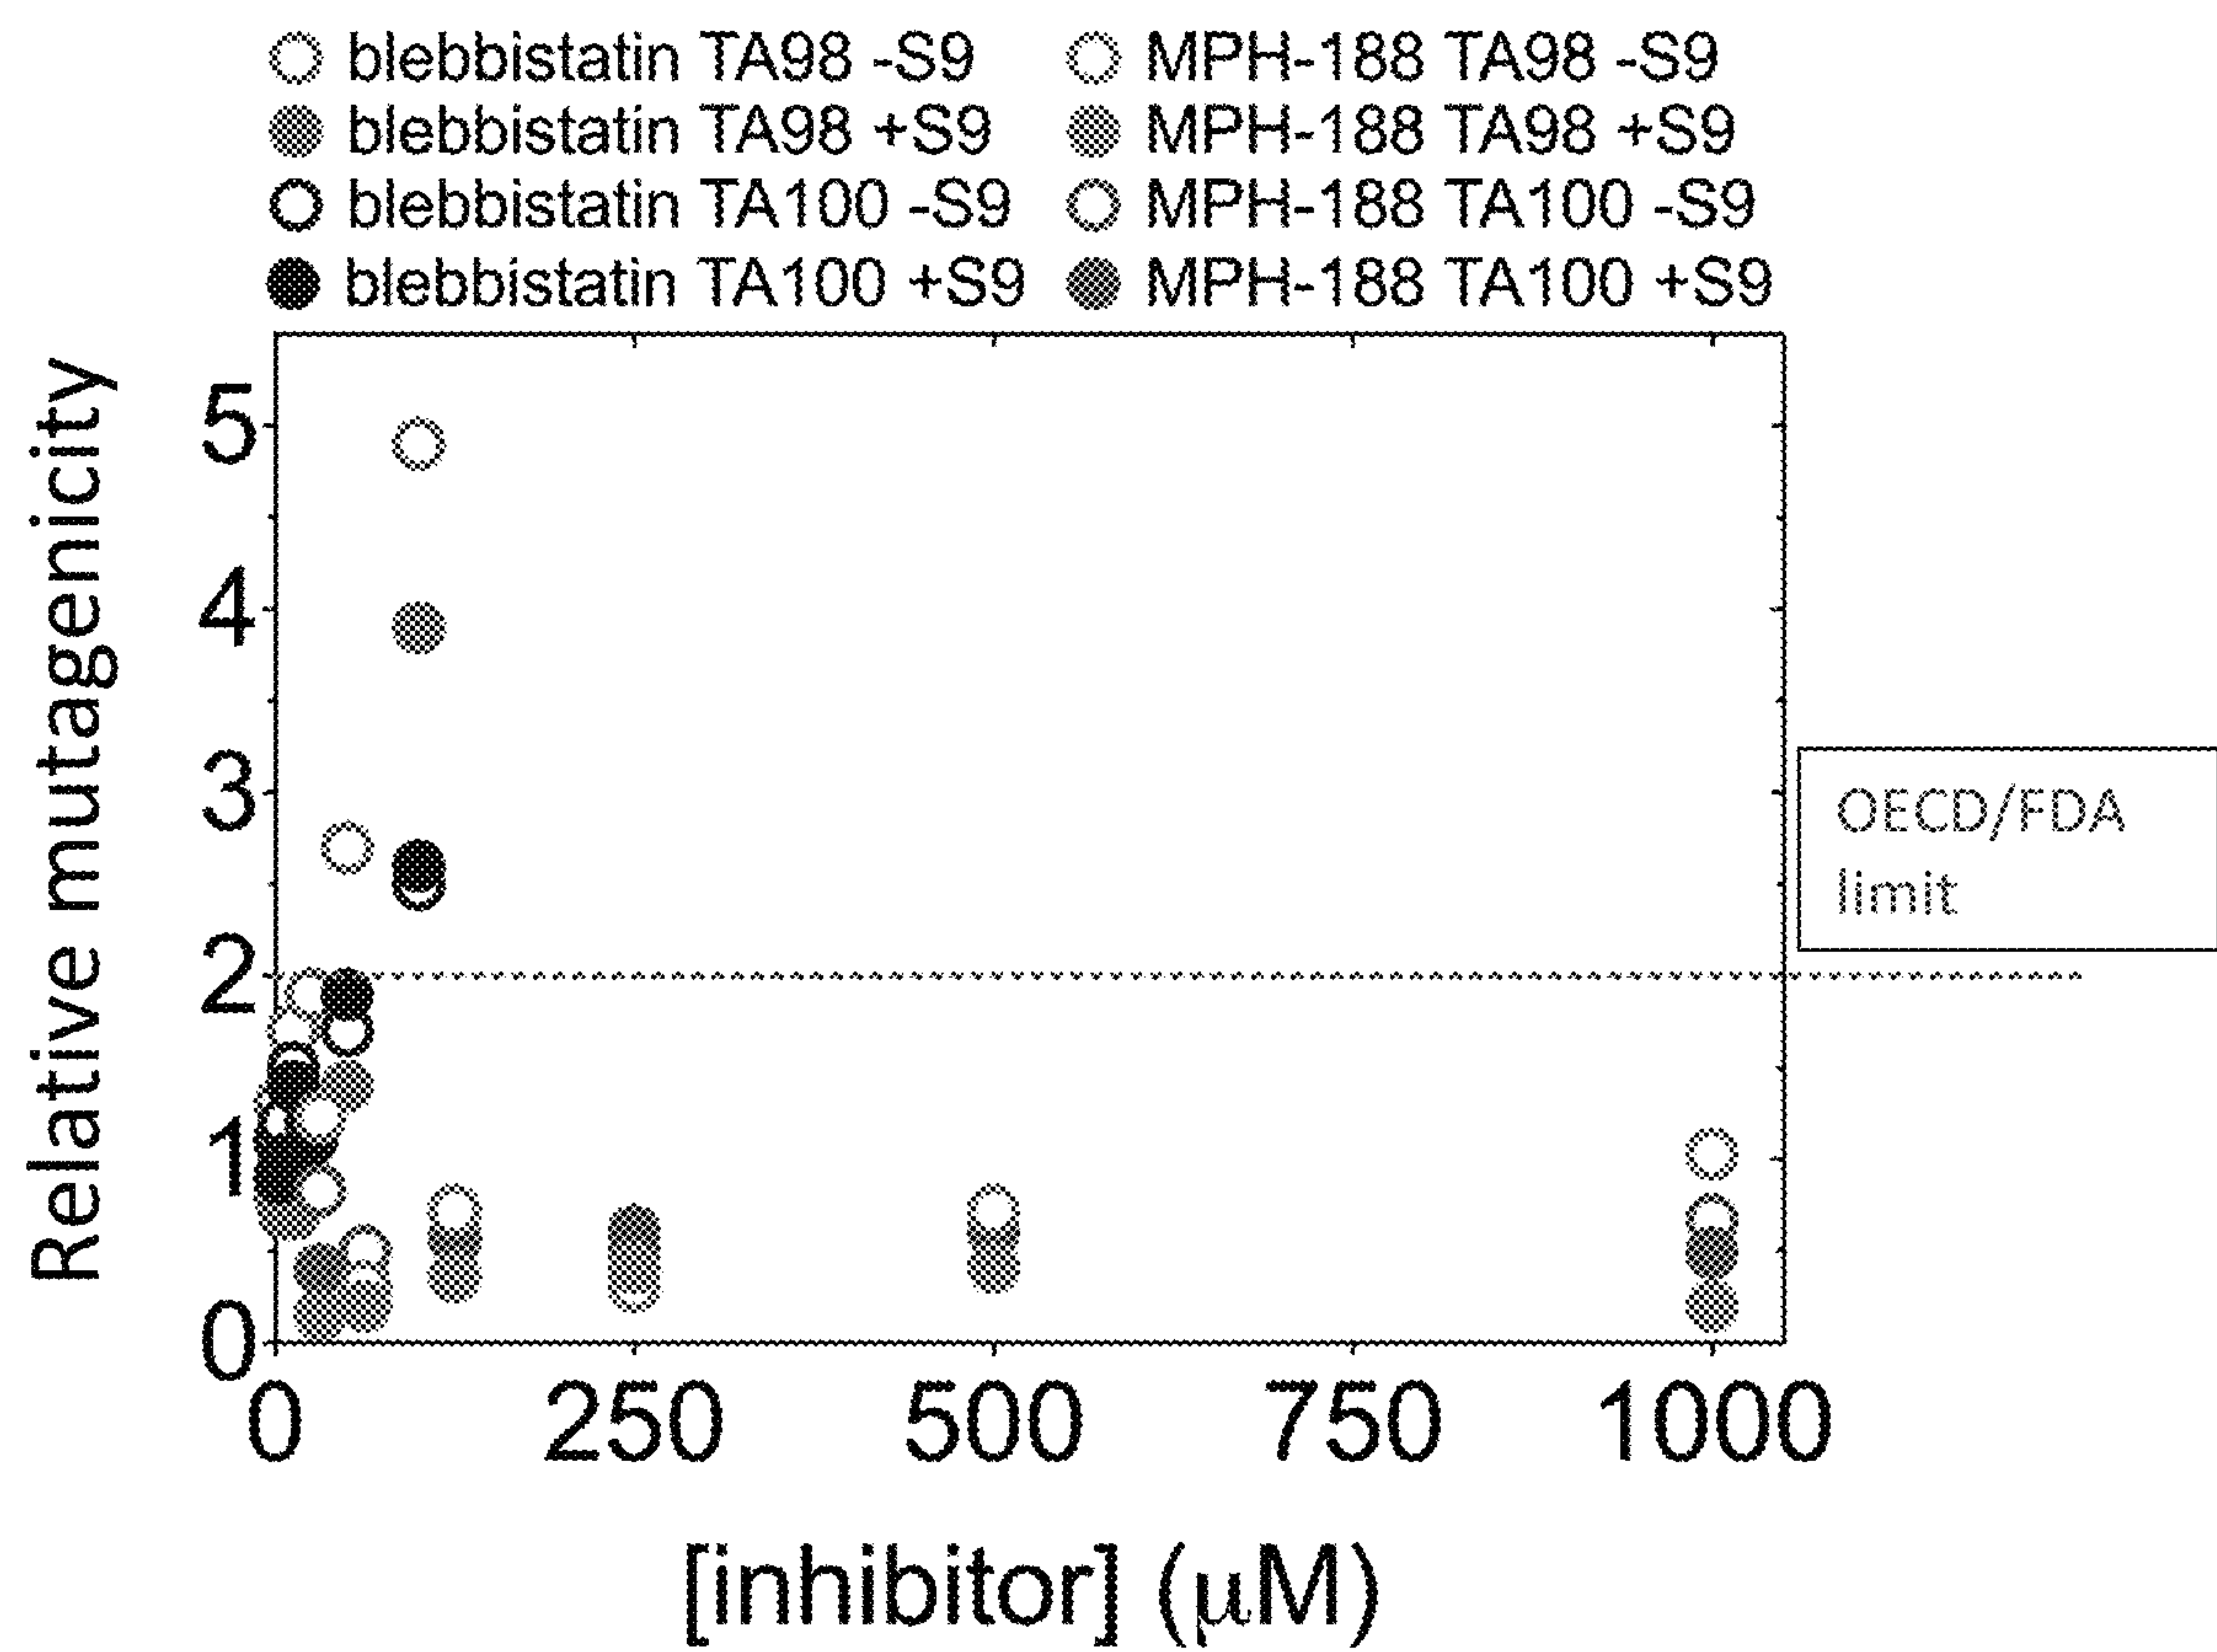 blebbistatin TA98 -S9
MPH-188 TA98 -S9
blebbistatin TA98 +S9
MPH-188 TA98 +S9
blebbistatin TA100 -S9
MPH-188 TA100 -S9
blebbistatin TA100 +S9
MPH-188 TA100 +S9
Relative mutagenicity
5
4
3
2
1
0
OECD/FDA
limit
0 250 500 750 1000
[inhibitor] (μM)